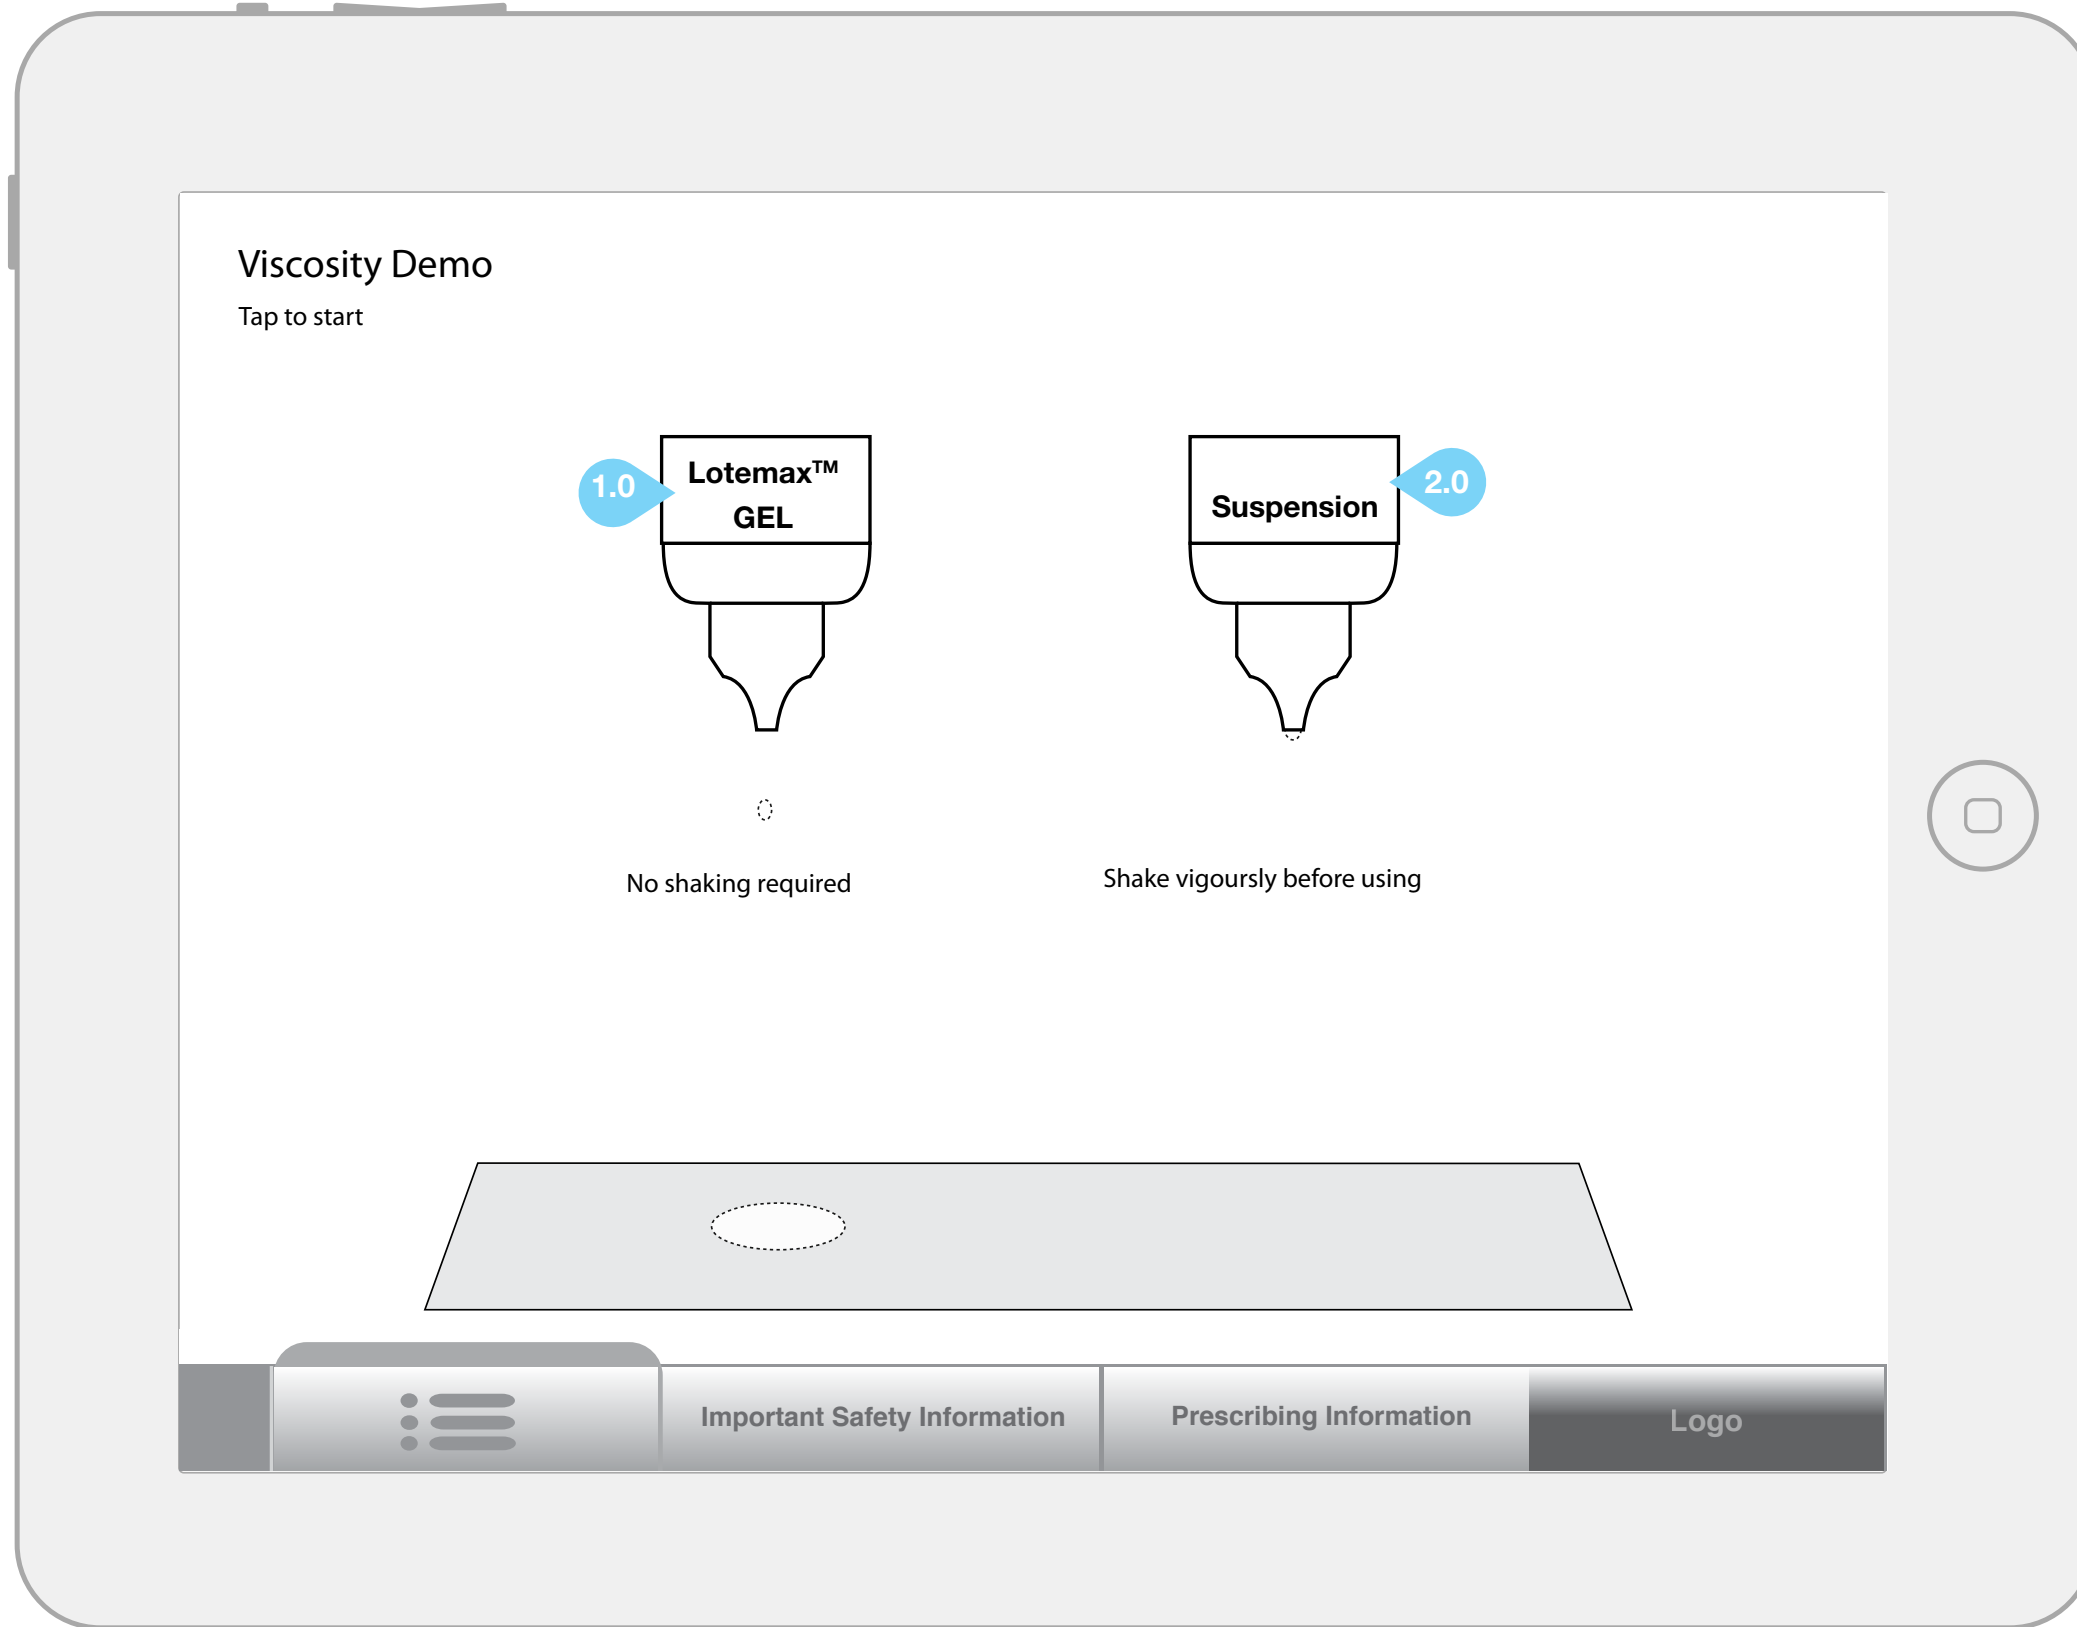 Viscosity Demo
Tap to start
1.0
Lotemax™
GEL
Suspension
2.0
No shaking required
Shake vigoursly before using
Important Safety Information
Prescribing Information
Logo